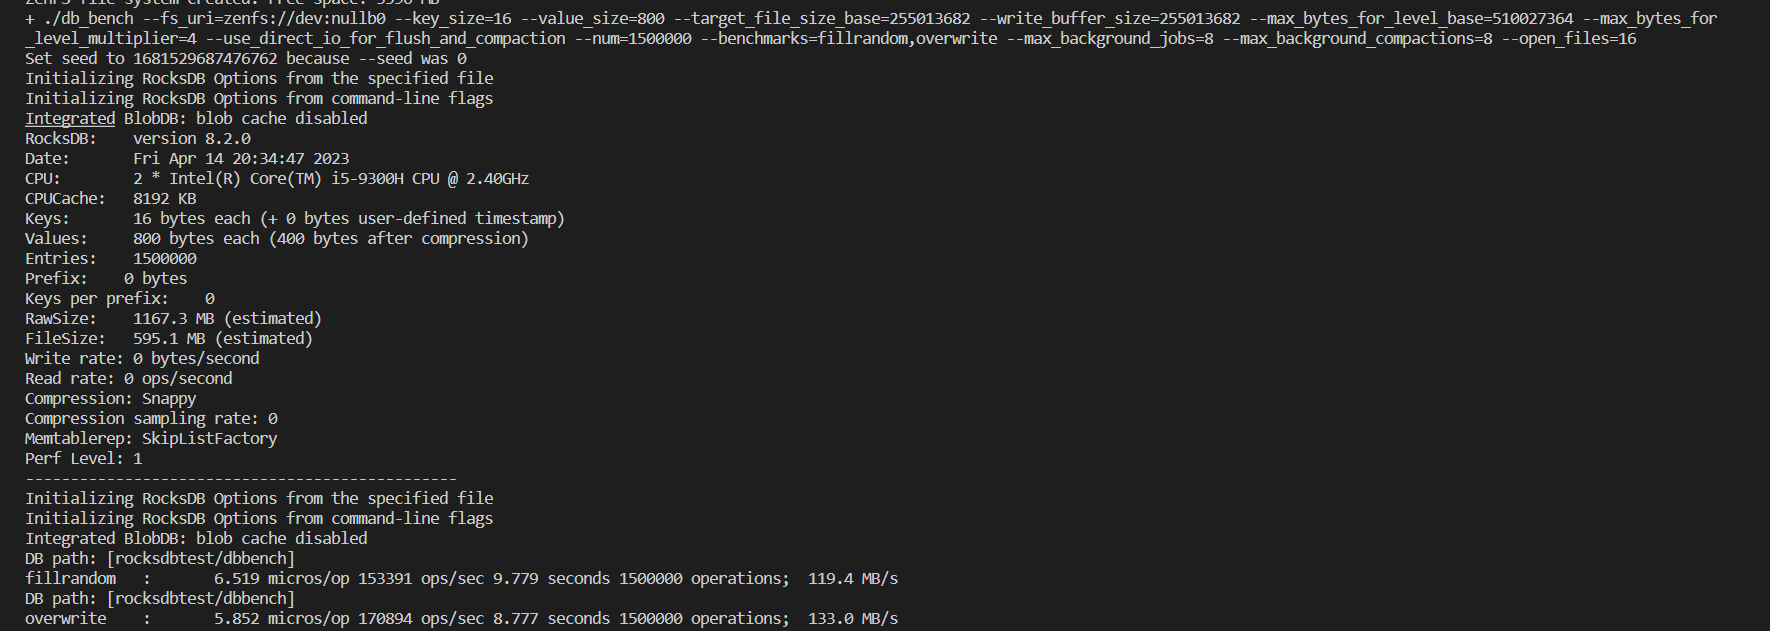 + ./db_bench --fs_uri=zenfs://dev:nullb0 --key_size=16 --value_size=800 --target_file_size_base=255013682 --write_buffer_size=255013682 --max_bytes_for_level_base=510027364 --max_bytes_for
_level_multiplier=4 --use_direct_io_for_flush_and_compaction --num=1500000 --benchmarks=fillrandom,overwrite --max_background_jobs=8 --max_background_compactions=8 --open_files=16
Set seed to 1681529687476762 because --seed was 0
Initializing RocksDB Options from the specified file
Initializing RocksDB Options from command-line flags
Integrated BlobDB: blob cache disabled
RocksDB:    version 8.2.0
Date:       Fri Apr 14 20:34:47 2023
CPU:        2 * Intel(R) Core(TM) i5-9300H CPU @ 2.40GHz
CPUCache:   8192 KB
Keys:       16 bytes each (+ 0 bytes user-defined timestamp)
Values:     800 bytes each (400 bytes after compression)
Entries:    1500000
Prefix:    0 bytes
Keys per prefix:    0
RawSize:    1167.3 MB (estimated)
FileSize:   595.1 MB (estimated)
Write rate: 0 bytes/second
Read rate: 0 ops/second
Compression: Snappy
Compression sampling rate: 0
Memtablerep: SkipListFactory
Perf Level: 1
------------------------------------------------
Initializing RocksDB Options from the specified file
Initializing RocksDB Options from command-line flags
Integrated BlobDB: blob cache disabled
DB path: [rocksdbtest/dbbench]
fillrandom   :       6.519 micros/op 153391 ops/sec 9.779 seconds 1500000 operations;  119.4 MB/s
DB path: [rocksdbtest/dbbench]
overwrite    :       5.852 micros/op 170894 ops/sec 8.777 seconds 1500000 operations;  133.0 MB/s